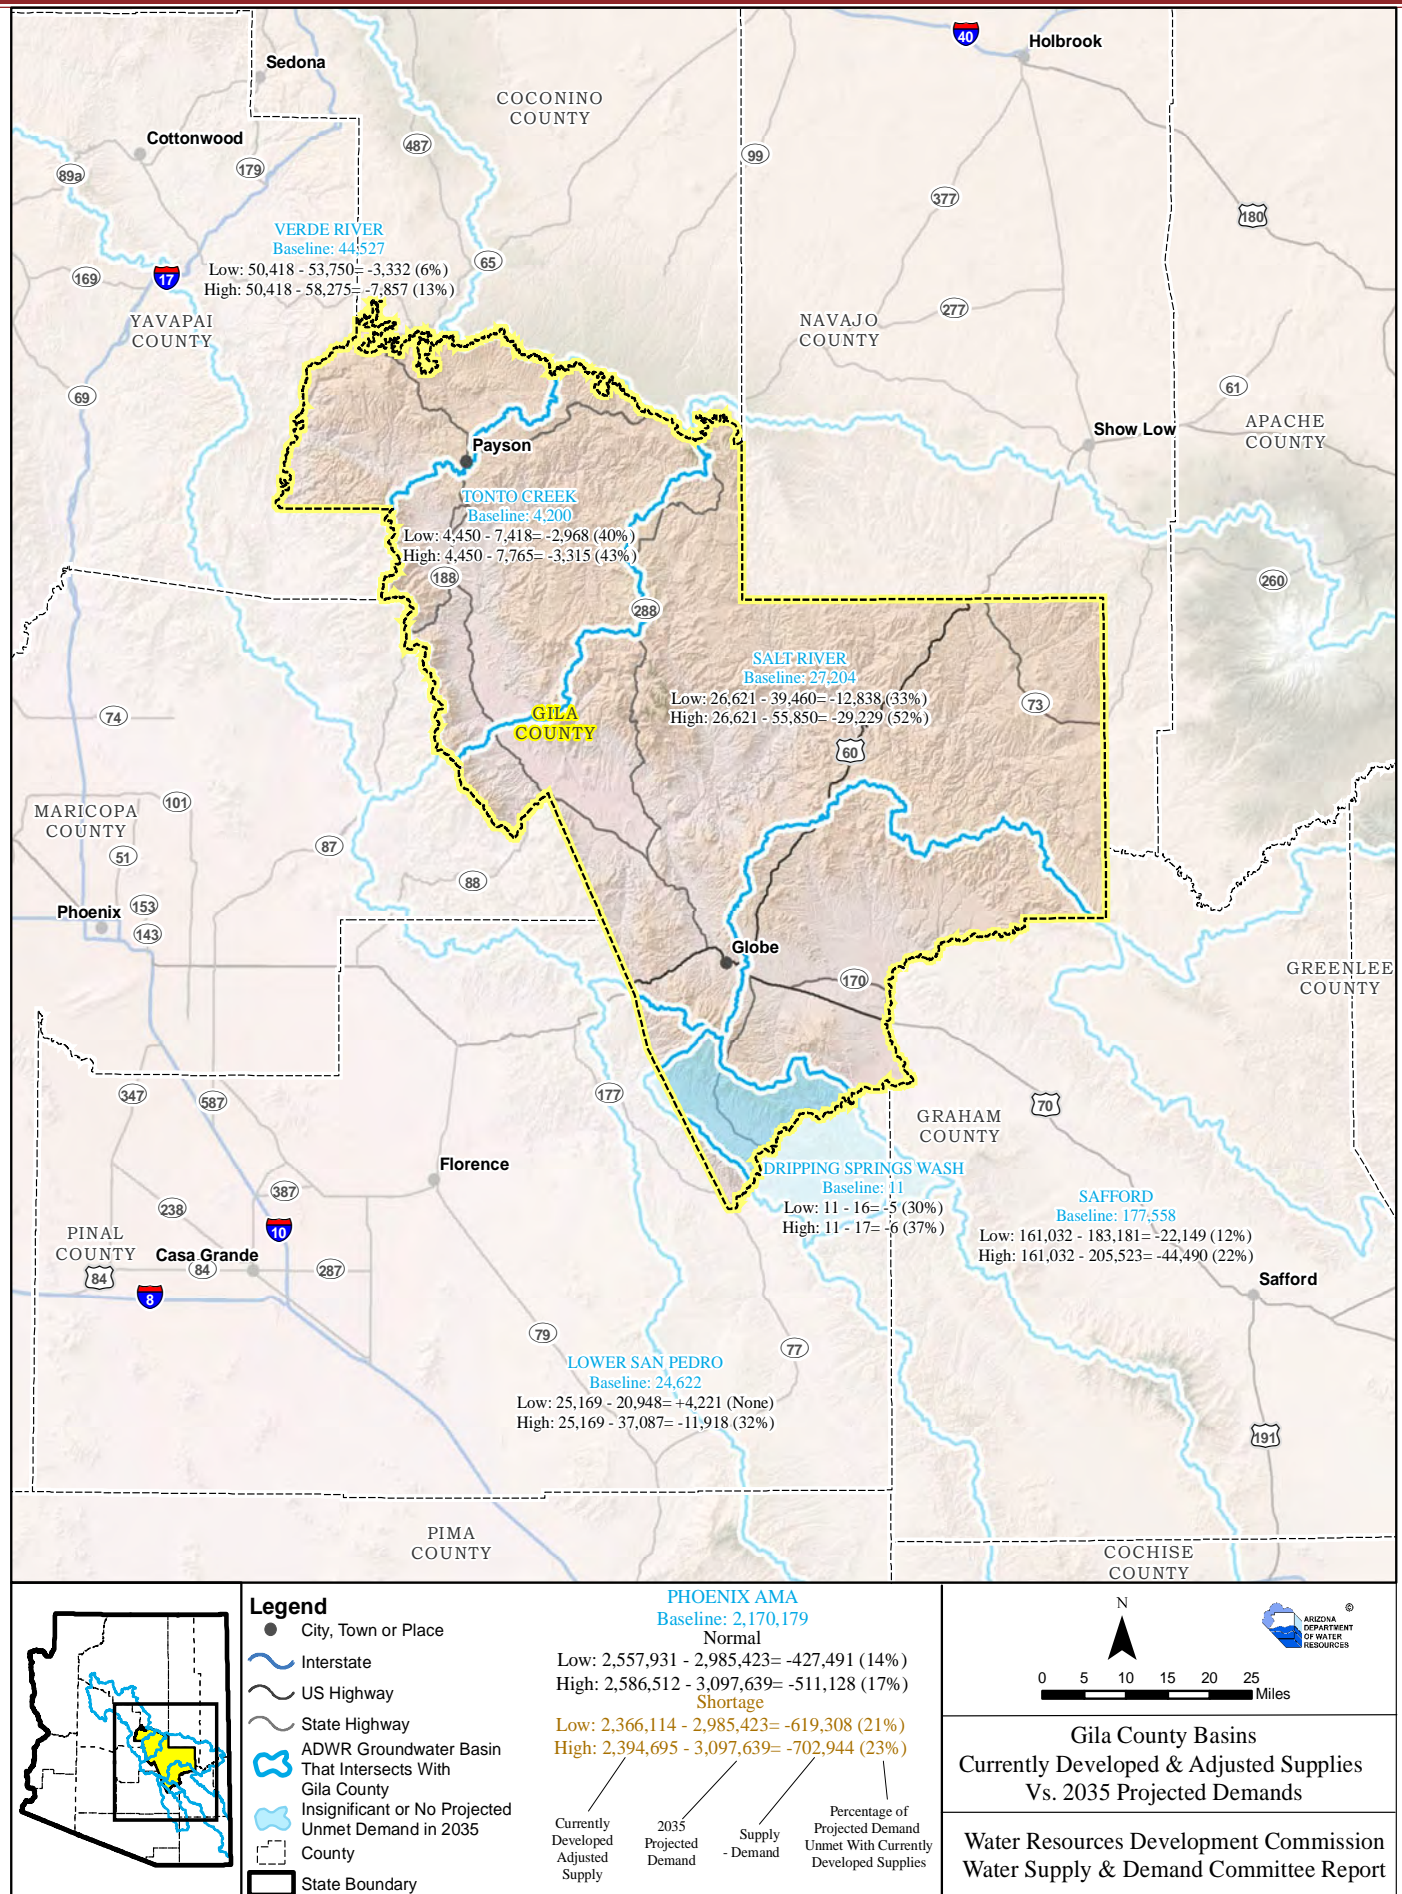 40
Holbrook
Sedona
COCONINO
COUNTY
Cottonwood
487
99
89a
179
377
180
VERDE RIVER
Baseline: 44,527
Low: 50,418 - 53,750= -3,332 (6%)
High: 50,418 - 58,275= -7,857 (13%)
65
169
17
277
YAVAPAI
COUNTY
NAVAJO
COUNTY
69
61
APACHE
COUNTY
Show Low
Payson
TONTO CREEK
Baseline: 4,200
Low: 4,450 - 7,418= -2,968 (40%)
High: 4,450 - 7,765= -3,315 (43%)
188
260
288
SALT RIVER
Baseline: 27,204
Low: 26,621 - 39,460= -12,838 (33%)
High: 26,621 - 55,850= -29,229 (52%)
73
74
GILA
COUNTY
60
MARICOPA
COUNTY
101
51
87
88
Phoenix
153
143
Globe
170
GREENLEE
COUNTY
347
587
177
GRAHAM
COUNTY
70
Florence
DRIPPING SPRINGS WASH
Baseline: 11
Low: 11 - 16= -5 (30%)
High: 11 - 17= -6 (37%)
387
238
10
SAFFORD
Baseline: 177,558
Low: 161,032 - 183,181= -22,149 (12%)
High: 161,032 - 205,523= -44,490 (22%)
PINAL
COUNTY
Casa Grande
84
84
287
8
Safford
79
77
LOWER SAN PEDRO
Baseline: 24,622
Low: 25,169 - 20,948= +4,221 (None)
High: 25,169 - 37,087= -11,918 (32%)
191
PIMA
COUNTY
COCHISE
COUNTY
Legend
City, Town or Place
Interstate
US Highway
State Highway
ADWR Groundwater Basin
That Intersects With
Gila County
Insignificant or No Projected
Unmet Demand in 2035
County
State Boundary
PHOENIX AMA
Baseline: 2,170,179
Normal
Low: 2,557,931 - 2,985,423= -427,491 (14%)
High: 2,586,512 - 3,097,639= -511,128 (17%)
Shortage
Low: 2,366,114 - 2,985,423= -619,308 (21%)
High: 2,394,695 - 3,097,639= -702,944 (23%)
Currently
Developed
Adjusted
Supply
2035
Projected
Demand
Supply
- Demand
Percentage of
Projected Demand
Unmet With Currently
Developed Supplies
N
©
ARIZONA
DEPARTMENT
OF WATER
RESOURCES
0 5 10 15 20 25
Miles
Gila County Basins
Currently Developed & Adjusted Supplies
Vs. 2035 Projected Demands
Water Resources Development Commission
Water Supply & Demand Committee Report